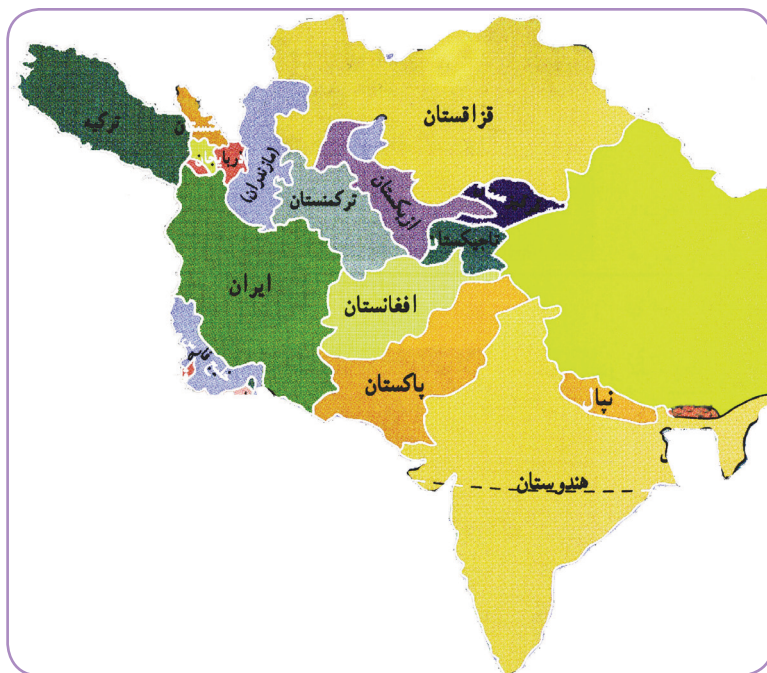 قزاقستان
ترکیه
(مازندران)
ترکمنستان
ازبکستان
ایران
افغانستان
پاکستان
نپال
هندوستان